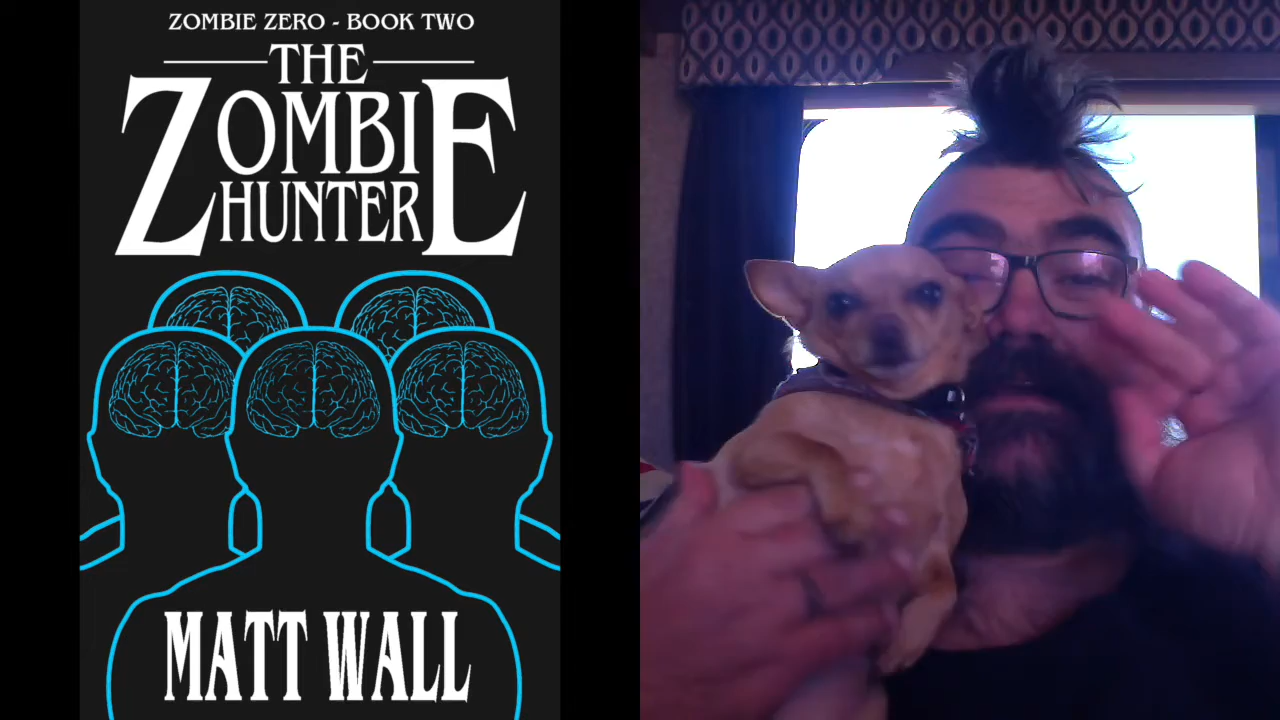 ZOMBIE ZERO - BOOK TWO
THE
ZOMBIE
HUNTER
MATT WALL